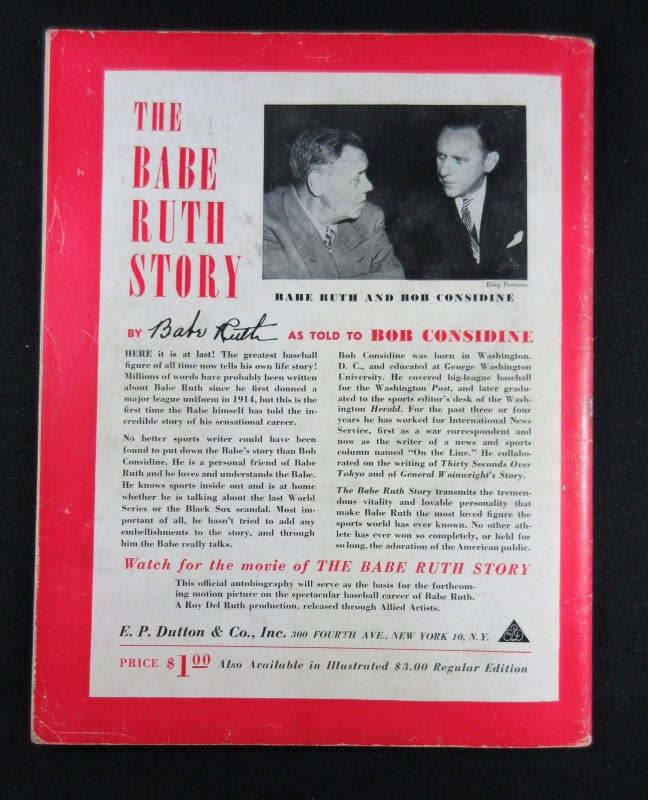 THE
BABE
RUTH
STORY
King Features
BABE RUTH AND BOB CONSIDINE
BY Babe Ruth AS TOLD TO BOB CONSIDINE
HERE it is at last! The greatest baseball
figure of all time now tells his own life story!
Millions of words have probably been written
about Babe Ruth since he first donned a
major league uniform in 1914, but this is the
first time the Babe himself has told the in-
credible story of his sensational career.
No better sports writer could have been
found to put down the Babe's story than Bob
Considine. He is a personal friend of Babe
Ruth and he loves and understands the Babe.
He knows sports inside out and is at home
whether he is talking about the last World
Series or the Black Sox scandal. Most im-
portant of all, he hasn't tried to add any
embellishments to the story, and through
him the Babe really talks.
Bob Considine was born in Washington,
D. C., and educated at George Washington
University. He covered big-league baseball
for the Washington Post, and later gradu-
ated to the sports editor's desk of the Wash-
ington Herald. For the past three or four
years he has worked for International News
Service, first as a war correspondent and
now as the writer of a news and sports
column named "On the Line." He collabo-
rated on the writing of Thirty Seconds Over
Tokyo and of General Wainwright's Story.
The Babe Ruth Story transmits the tremen-
dous vitality and lovable personality that
make Babe Ruth the most loved figure the
sports world has ever known. No other ath-
lete has ever won so completely, or held for
so long, the adoration of the American public.
Watch for the movie of THE BABE RUTH STORY
This official autobiography will serve as the basis for the forthcom-
ing motion picture on the spectacular baseball career of Babe Ruth.
A Roy Del Ruth production, released through Allied Artists.
E. P. Dutton & Co., Inc. 300 FOURTH AVE., NEW YORK 10, N. Y.
PRICE $1.00 Also Available in Illustrated $3.00 Regular Edition